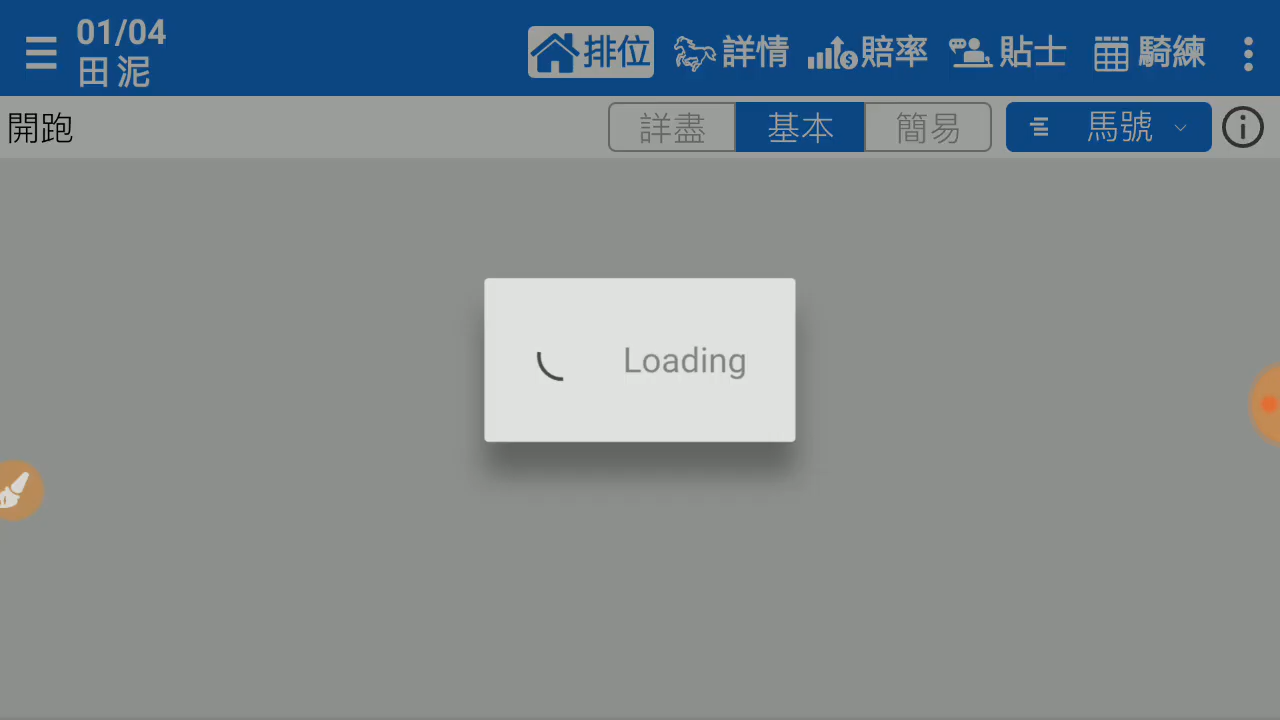 01/04
田 泥
排位
詳情
賠率
貼士
騎練
開跑
詳盡
基本
簡易
馬號
Loading